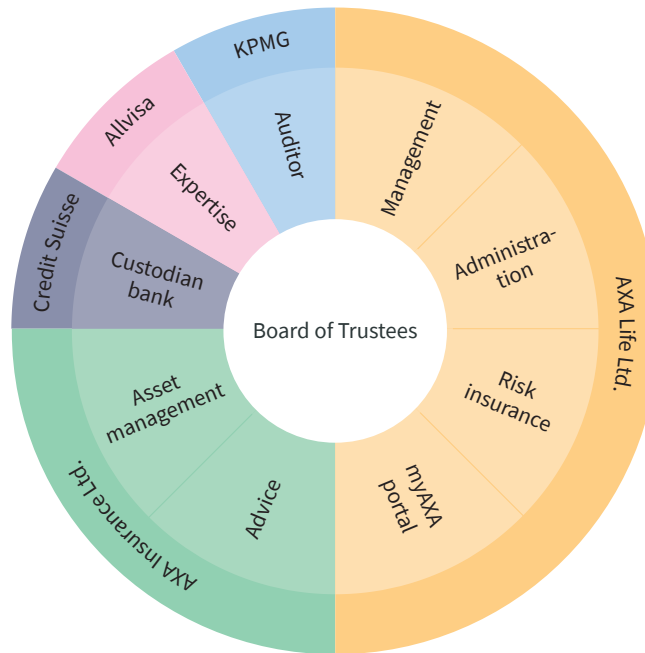 KPMG
Auditor
Allvisa
Expertise
Credit Suisse
Custodian
bank
Board of Trustees
Management
Administra-
tion
AXA Life Ltd.
Risk
insurance
myAXA
portal
Asset
management
Advice
AXA Insurance Ltd.